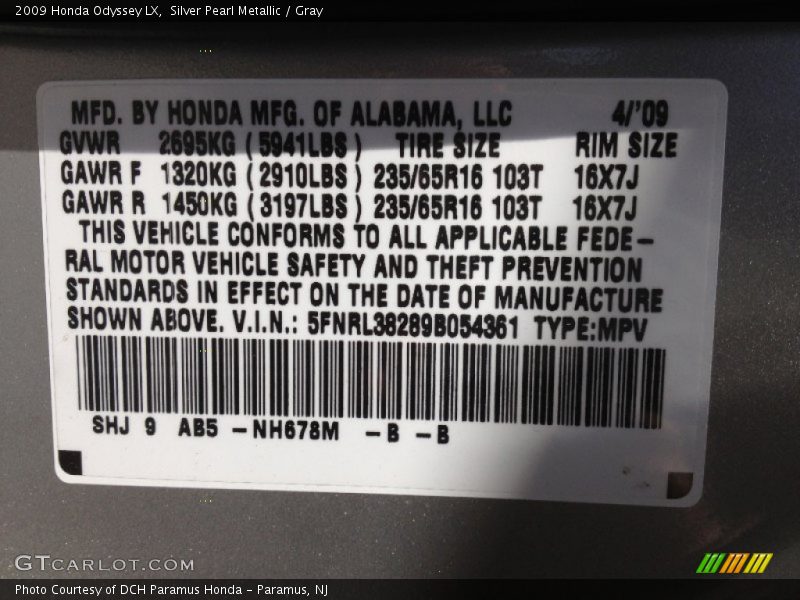 2009 Honda Odyssey LX,  Silver Pearl Metallic / Gray
MFD. BY HONDA MFG. OF ALABAMA, LLC 4/'09
GVWR 2695KG (5941LBS) TIRE SIZE RIM SIZE
GAWR F 1320KG (2910LBS) 235/65R16 103T 16X7J
GAWR R 1450KG (3197LBS) 235/65R16 103T 16X7J
THIS VEHICLE CONFORMS TO ALL APPLICABLE FEDE-
RAL MOTOR VEHICLE SAFETY AND THEFT PREVENTION
STANDARDS IN EFFECT ON THE DATE OF MANUFACTURE
SHOWN ABOVE. V.I.N.: 5FNRL38289B054361 TYPE:MPV
SHJ 9 AB5 -NH678M -B -B
GTCARLOT.COM
Photo Courtesy of DCH Paramus Honda - Paramus, NJ